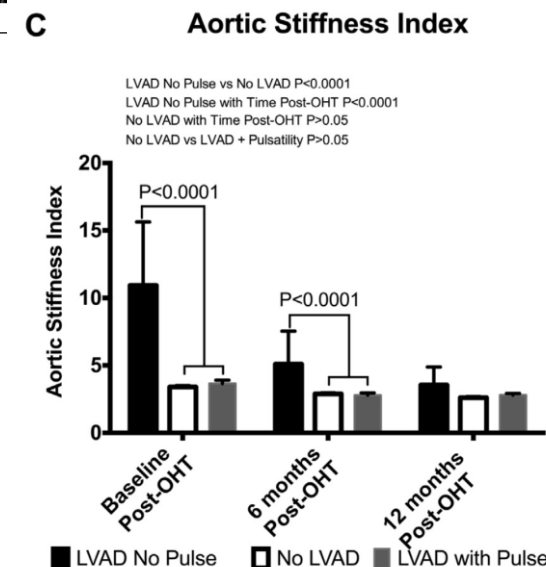 C
Aortic Stiffness Index
LVAD No Pulse vs No LVAD P<0.0001
LVAD No Pulse with Time Post-OHT P<0.0001
No LVAD with Time Post-OHT P>0.05
No LVAD vs LVAD + Pulsatility P>0.05
Aortic Stiffness Index
20
15
10
5
0
P<0.0001
P<0.0001
Baseline
Post-OHT
6 months
Post-OHT
12 months
Post-OHT
LVAD No Pulse
No LVAD
LVAD with Pulse